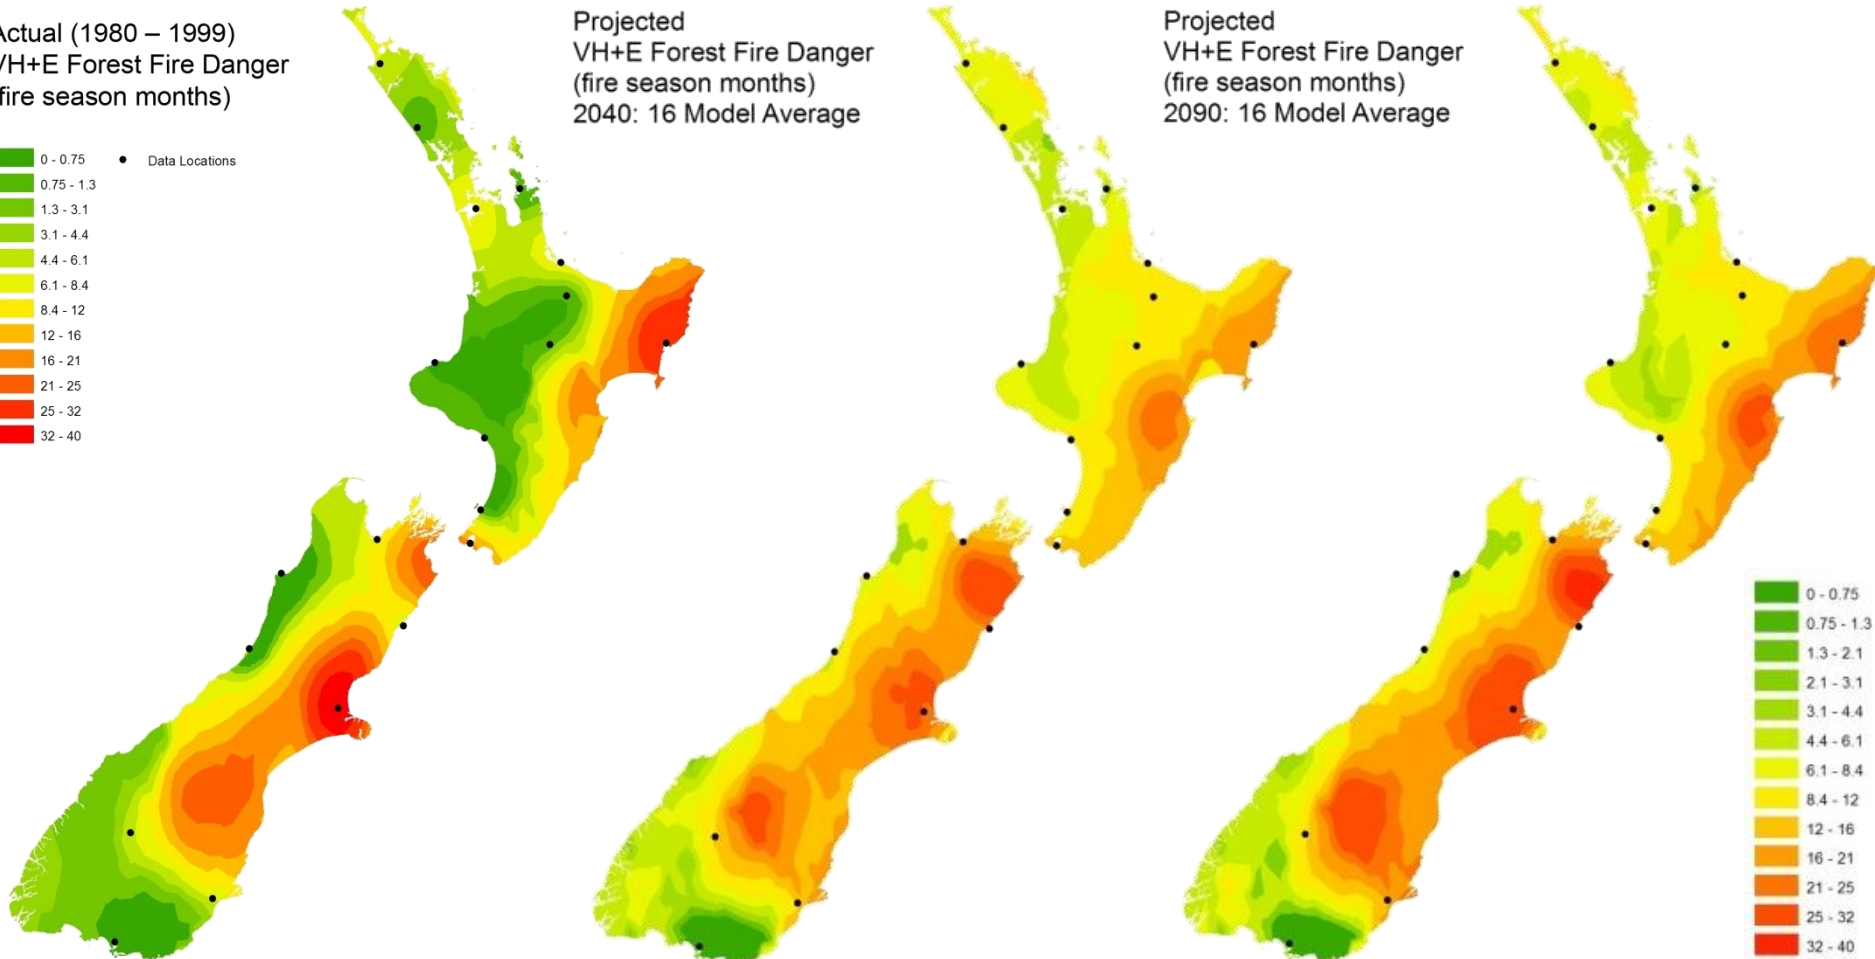 Actual (1980 – 1999)
VH+E Forest Fire Danger
(fire season months)
0 - 0.75
Data Locations
0.75 - 1.3
1.3 - 3.1
3.1 - 4.4
4.4 - 6.1
6.1 - 8.4
8.4 - 12
12 - 16
16 - 21
21 - 25
25 - 32
32 - 40
Projected
VH+E Forest Fire Danger
(fire season months)
2040: 16 Model Average
Projected
VH+E Forest Fire Danger
(fire season months)
2090: 16 Model Average
0 - 0.75
0.75 - 1.3
1.3 - 2.1
2.1 - 3.1
3.1 - 4.4
4.4 - 6.1
6.1 - 8.4
8.4 - 12
12 - 16
16 - 21
21 - 25
25 - 32
32 - 40